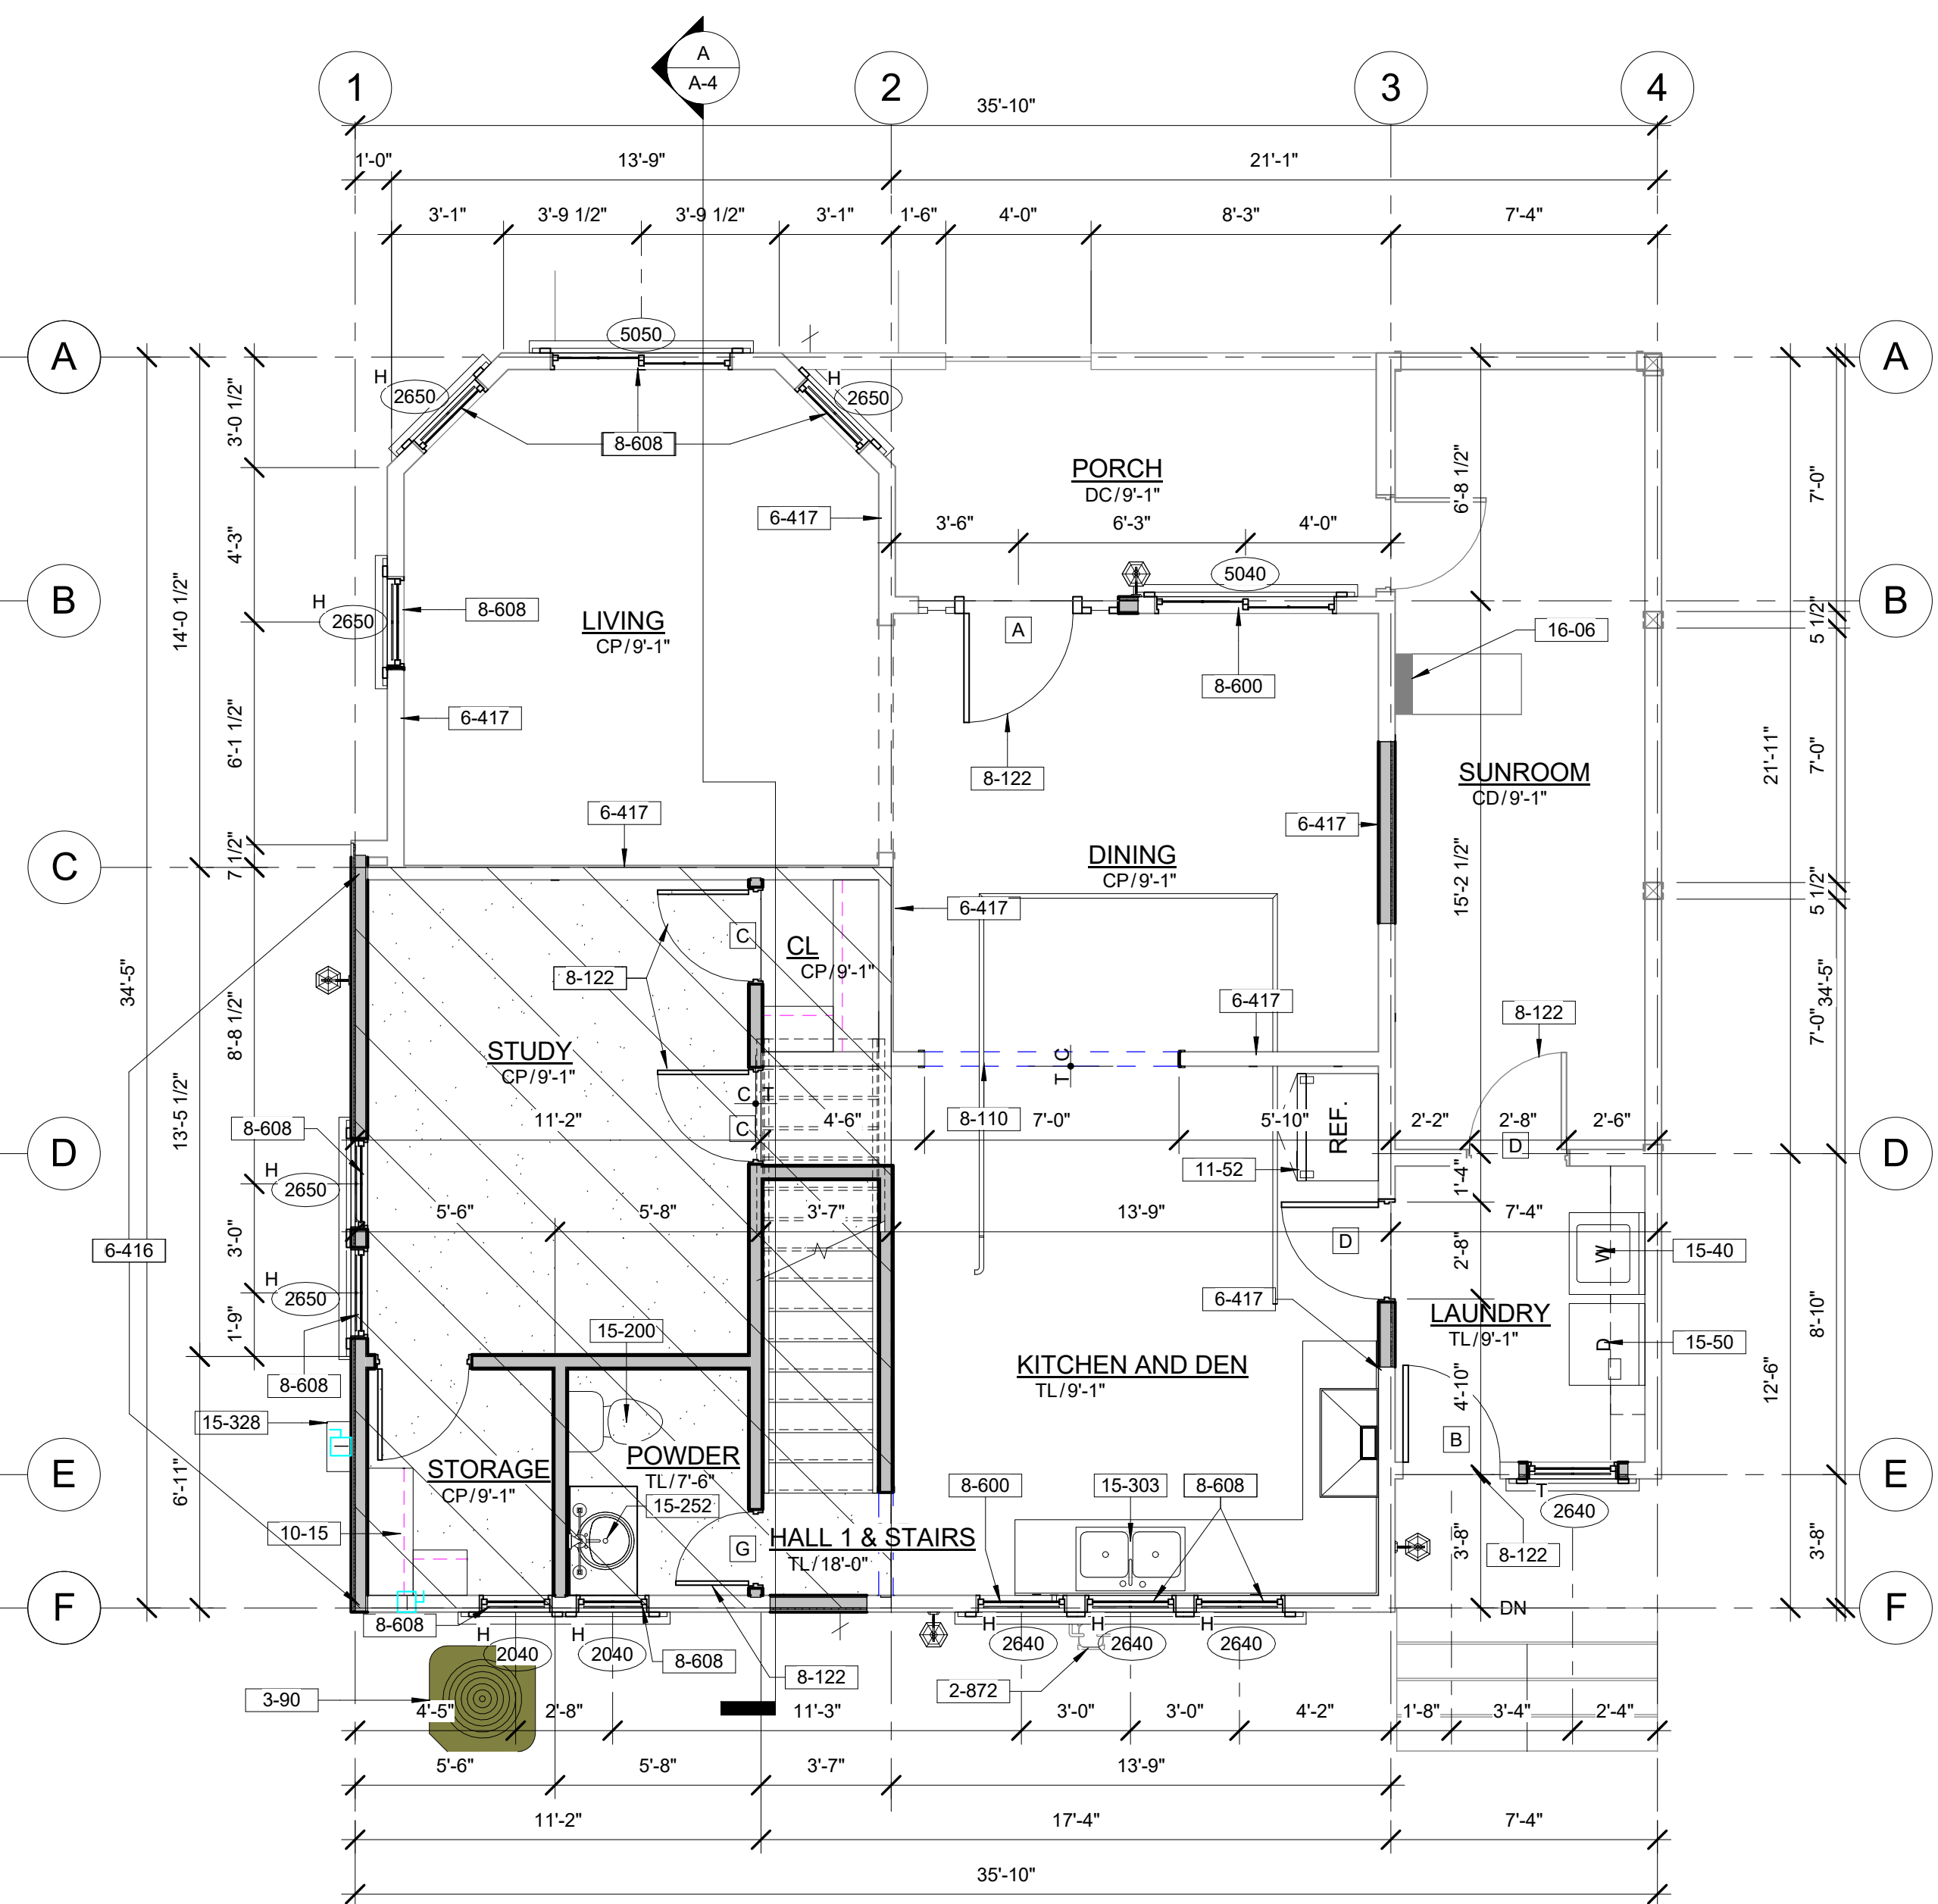 A
A-4
1
2
3
4
35'-10"
1'-0"
13'-9"
21'-1"
3'-1"
3'-9 1/2"
3'-9 1/2"
3'-1"
1'-6"
4'-0"
8'-3"
7'-4"
A
A
5050
H
2650
H
2650
8-608
3'-0 1/2"
PORCH
DC/9'-1"
6'-8 1/2"
7'-0"
6-417
3'-6"
6'-3"
4'-0"
4'-3"
5040
B
B
14'-0 1/2"
H
2650
8-608
LIVING
CP/9'-1"
A
16-06
5 1/2"
8-600
6-417
6'-1 1/2"
8-122
SUNROOM
CD/9'-1"
21'-11"
7'-0"
6-417
6-417
7 1/2"
C
DINING
CP/9'-1"
15'-2 1/2"
5 1/2"
6-417
C
CL
CP/9'-1"
34'-5"
8-122
34'-5"
8'-8 1/2"
6-417
8-122
7'-0"
STUDY
CP/9'-1"
C
T
C T
13'-5 1/2"
11'-2"
C
4'-6"
8-110
7'-0"
5'-10"
REF.
2'-2"
2'-8"
2'-6"
8-608
D
D
D
11-52
1'-4"
H
2650
5'-6"
5'-8"
3'-7"
13'-9"
7'-4"
3'-0"
6-416
D
2'-8"
W
15-40
H
2650
6-417
LAUNDRY
TL/9'-1"
8'-10"
1'-9"
15-200
D
15-50
KITCHEN AND DEN
TL/9'-1"
8-608
4'-10"
12'-6"
15-328
B
E
E
STORAGE
CP/9'-1"
POWDER
TL/7'-6"
6'-11"
15-252
8-600
15-303
8-608
T
2640
10-15
G
HALL 1 & STAIRS
TL/18'-0"
3'-8"
8-122
3'-8"
F
F
DN
8-608
H
2040
H
2040
8-608
8-122
H
2640
H
2640
H
2640
2-872
3-90
4'-5"
2'-8"
11'-3"
3'-0"
3'-0"
4'-2"
1'-8"
3'-4"
2'-4"
5'-6"
5'-8"
3'-7"
13'-9"
11'-2"
17'-4"
7'-4"
35'-10"